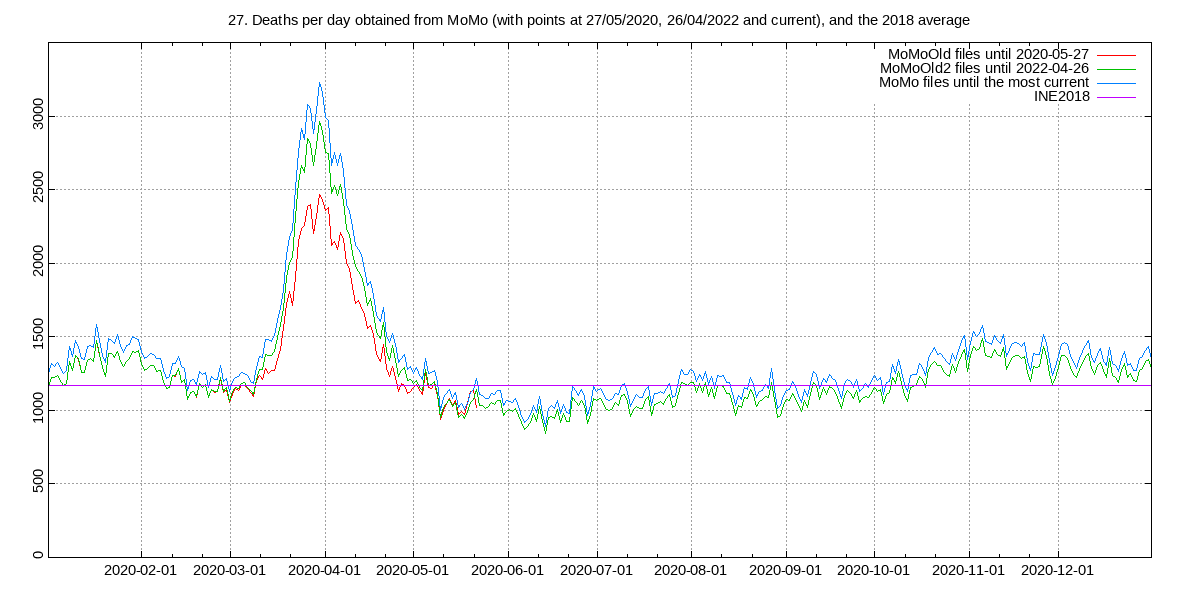 27. Deaths per day obtained from MoMo (with points at 27/05/2020, 26/04/2022 and current), and the 2018 average
MoMoOld files until 2020-05-27
MoMoOld2 files until 2022-04-26
MoMo files until the most current
INE2018
3000
2500
2000
1500
1000
500
0
2020-02-01 2020-03-01 2020-04-01 2020-05-01 2020-06-01 2020-07-01 2020-08-01 2020-09-01 2020-10-01 2020-11-01 2020-12-01